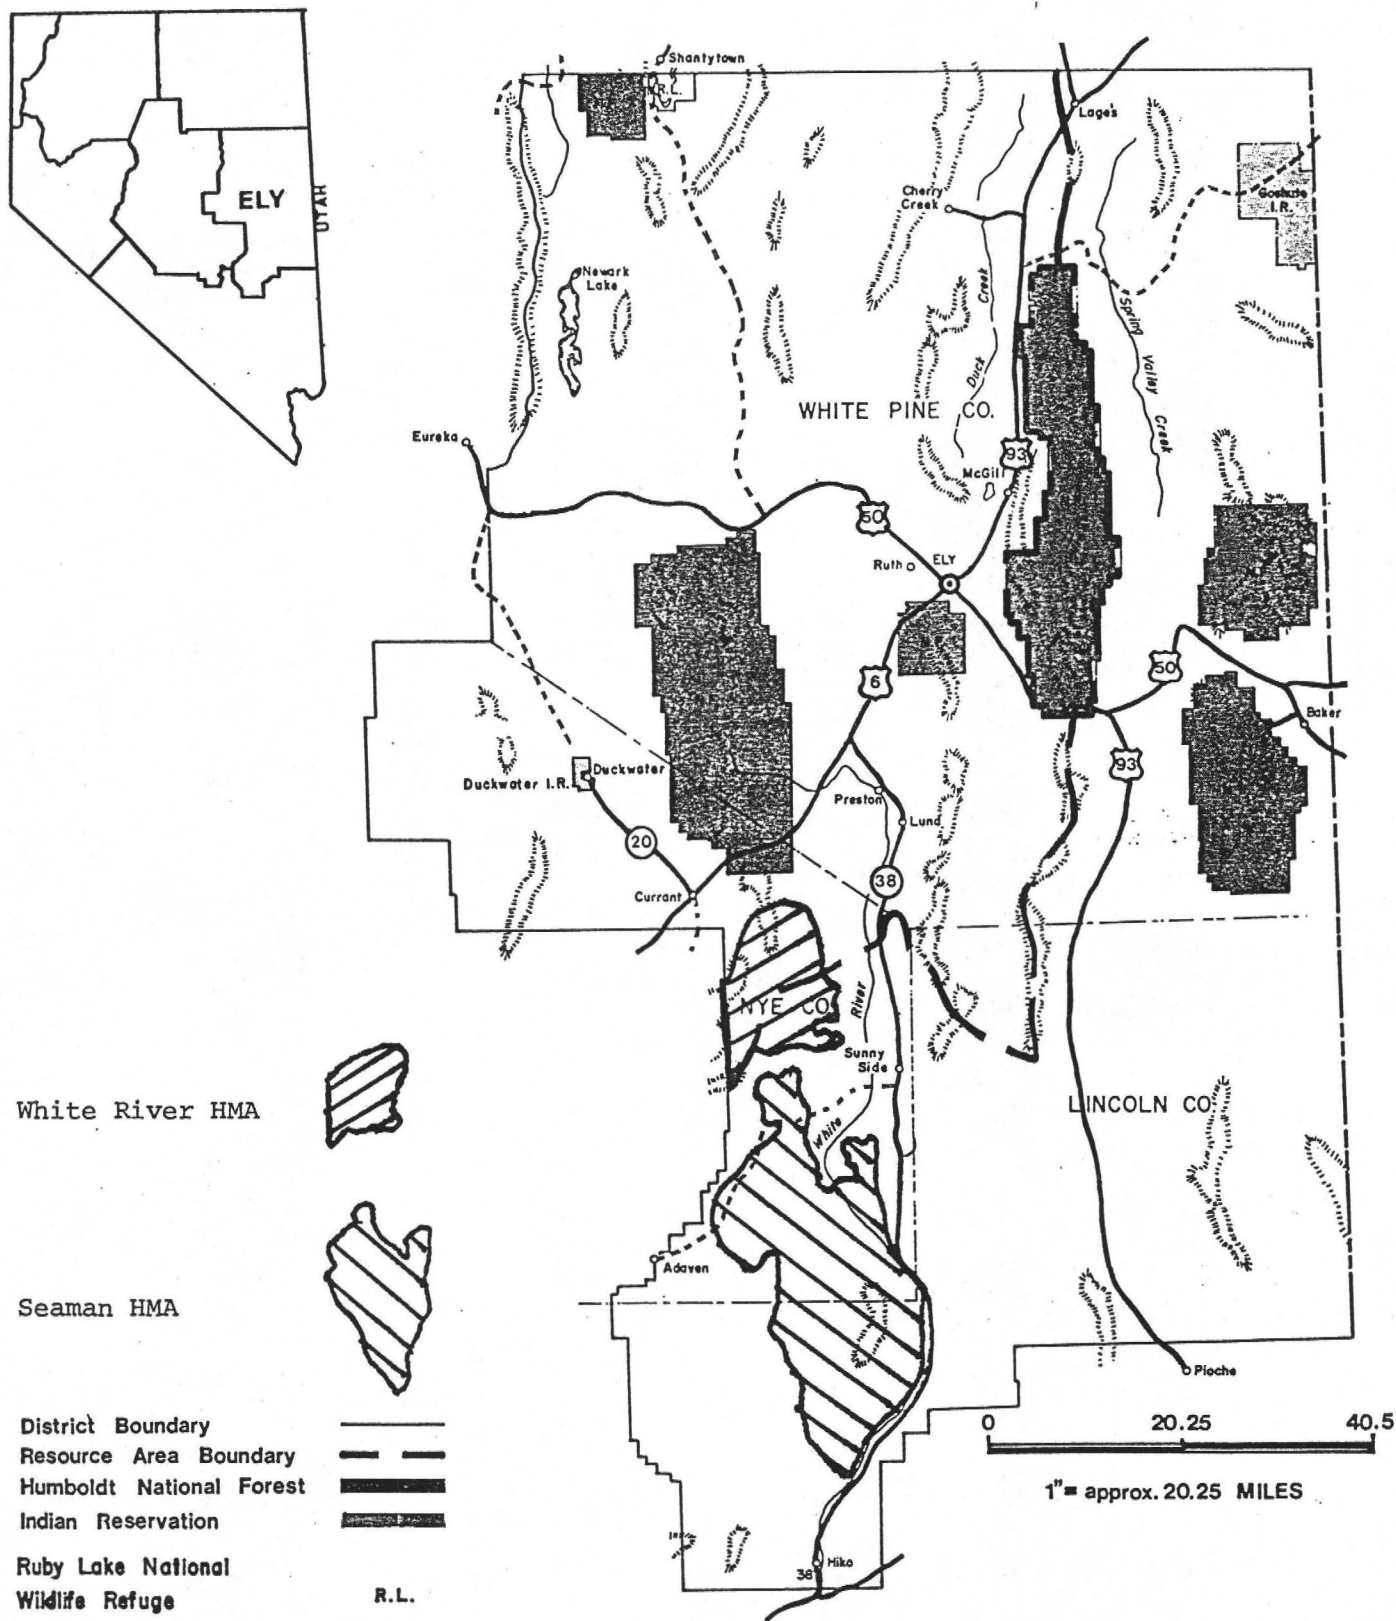 ELY
UTAH
Shantytown
R.L.
Lage's
Cherry
Creek
Goshute
I.R.
Newark
Lake
Duck Creek
Spring Valley Creek
WHITE PINE CO.
Eureka
93
McGill
50
Ruth
ELY
6
50
Baker
93
Duckwater
Duckwater I.R.
Preston
Lund
20
38
Currant
NYE CO.
White River
Sunny
Side
LINCOLN CO.
White River HMA
Adaven
Seaman HMA
Pioche
District Boundary
Resource Area Boundary
Humboldt National Forest
Indian Reservation
Ruby Lake National
Wildlife Refuge R.L.
0 20.25 40.5
1"= approx. 20.25 MILES
Hiko
38